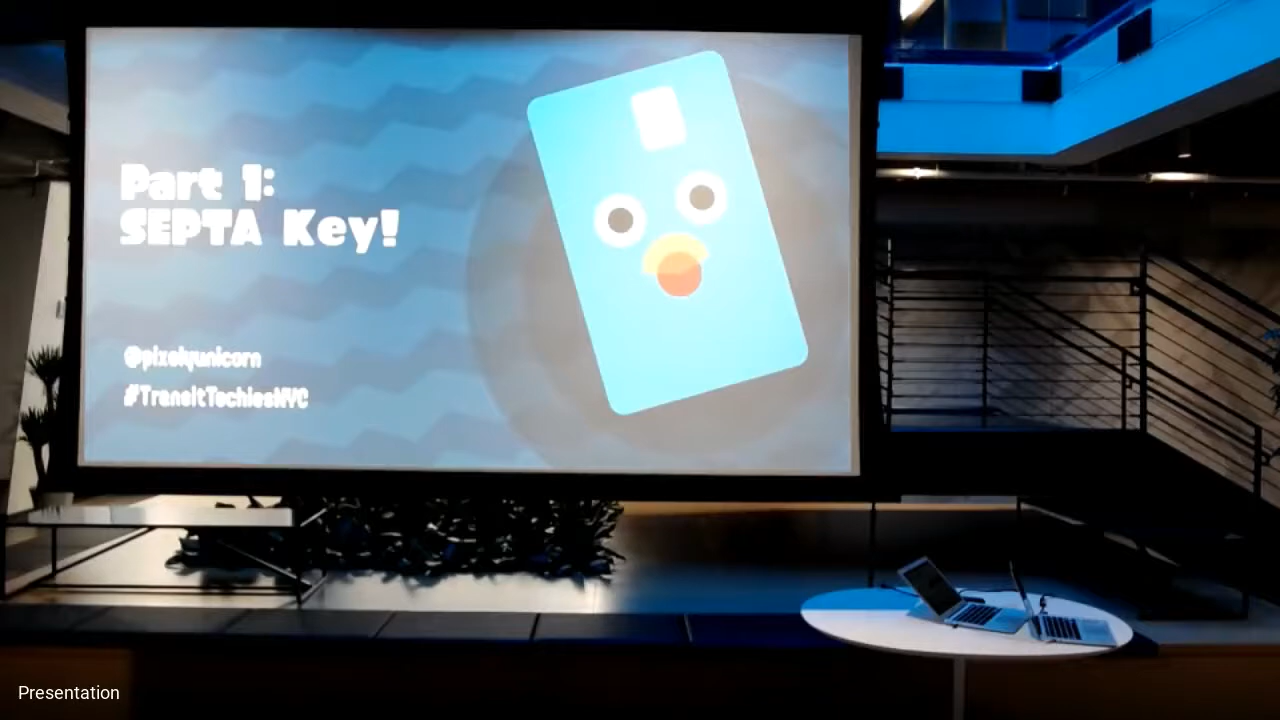 Part 1:
SEPTA Key!
@pixelyunicorn
#TransitTechiesNYC
Presentation